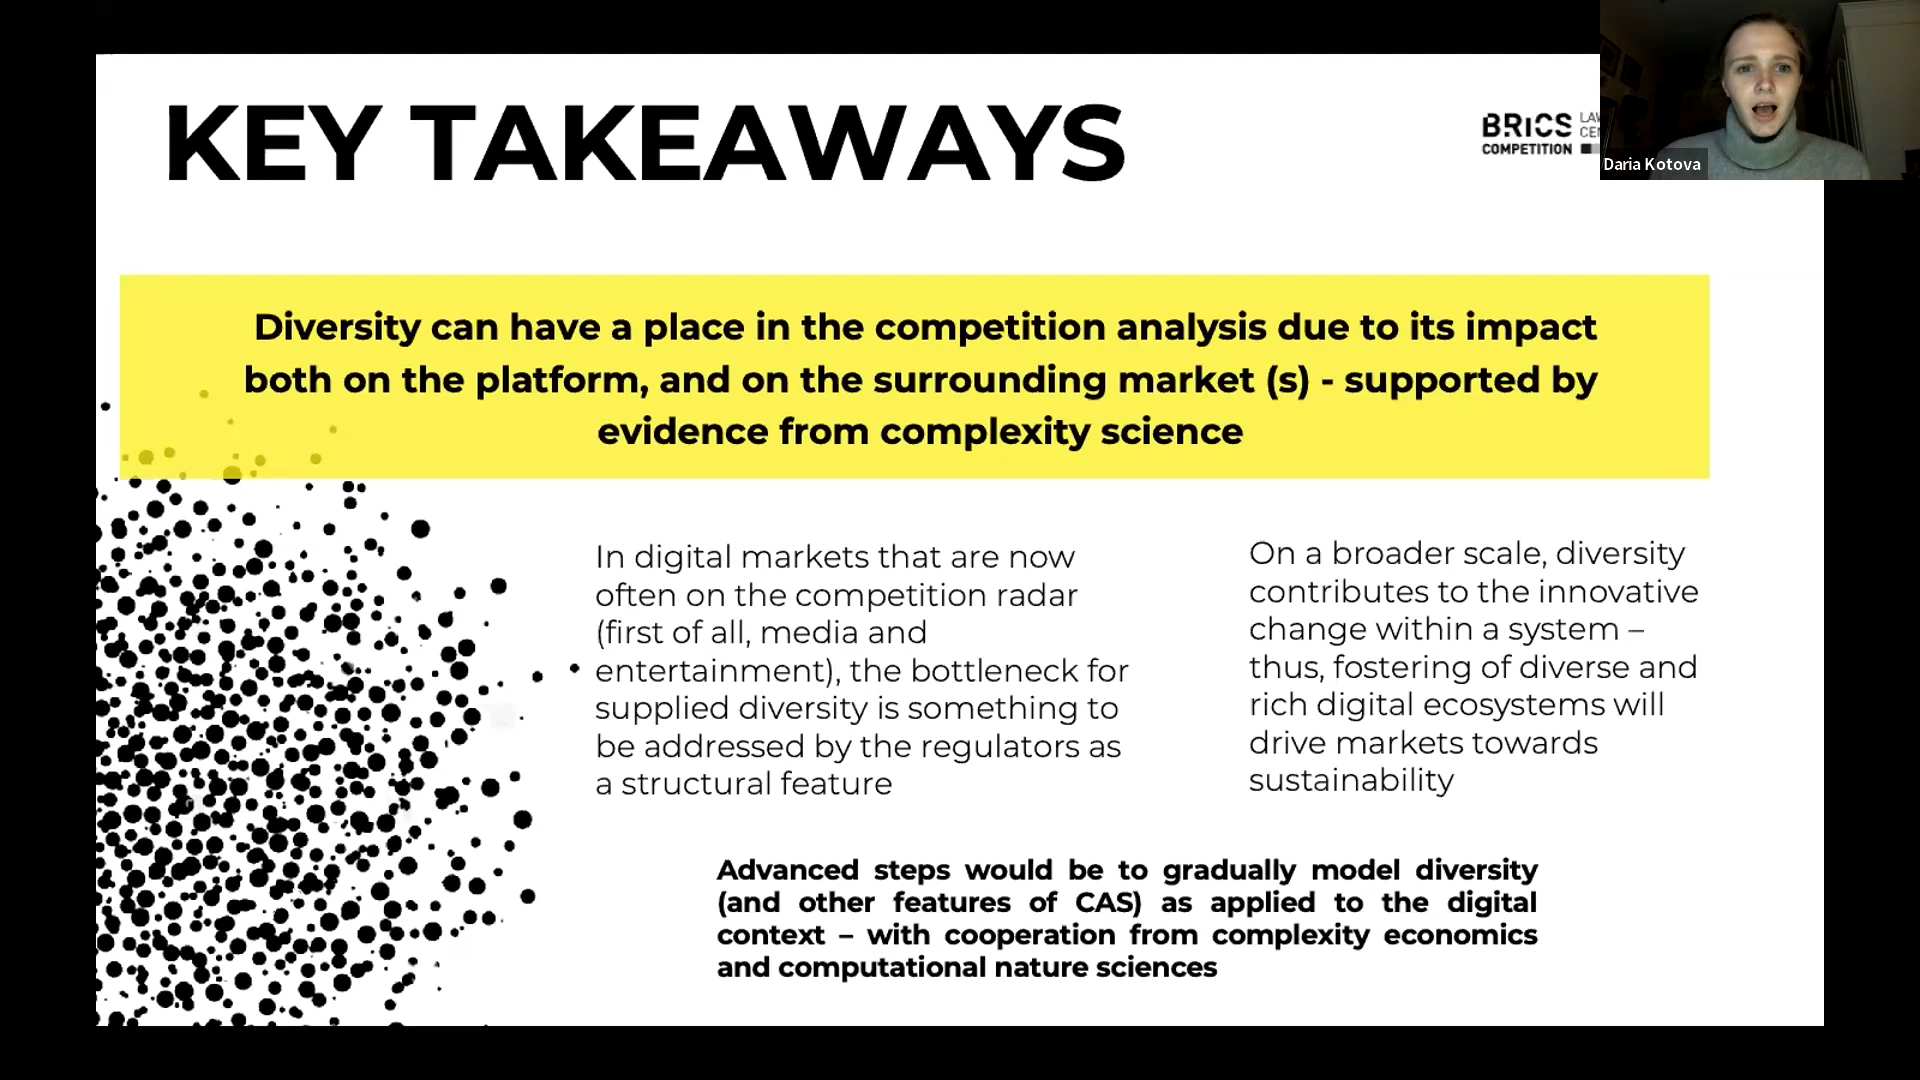 KEY TAKEAWAYS
BRICS
COMPETITION
Daria Kotova
Diversity can have a place in the competition analysis due to its impact
both on the platform, and on the surrounding market (s) - supported by
evidence from complexity science
In digital markets that are now
often on the competition radar
(first of all, media and
entertainment), the bottleneck for
supplied diversity is something to
be addressed by the regulators as
a structural feature
On a broader scale, diversity
contributes to the innovative
change within a system –
thus, fostering of diverse and
rich digital ecosystems will
drive markets towards
sustainability
Advanced steps would be to gradually model diversity
(and other features of CAS) as applied to the digital
context – with cooperation from complexity economics
and computational nature sciences